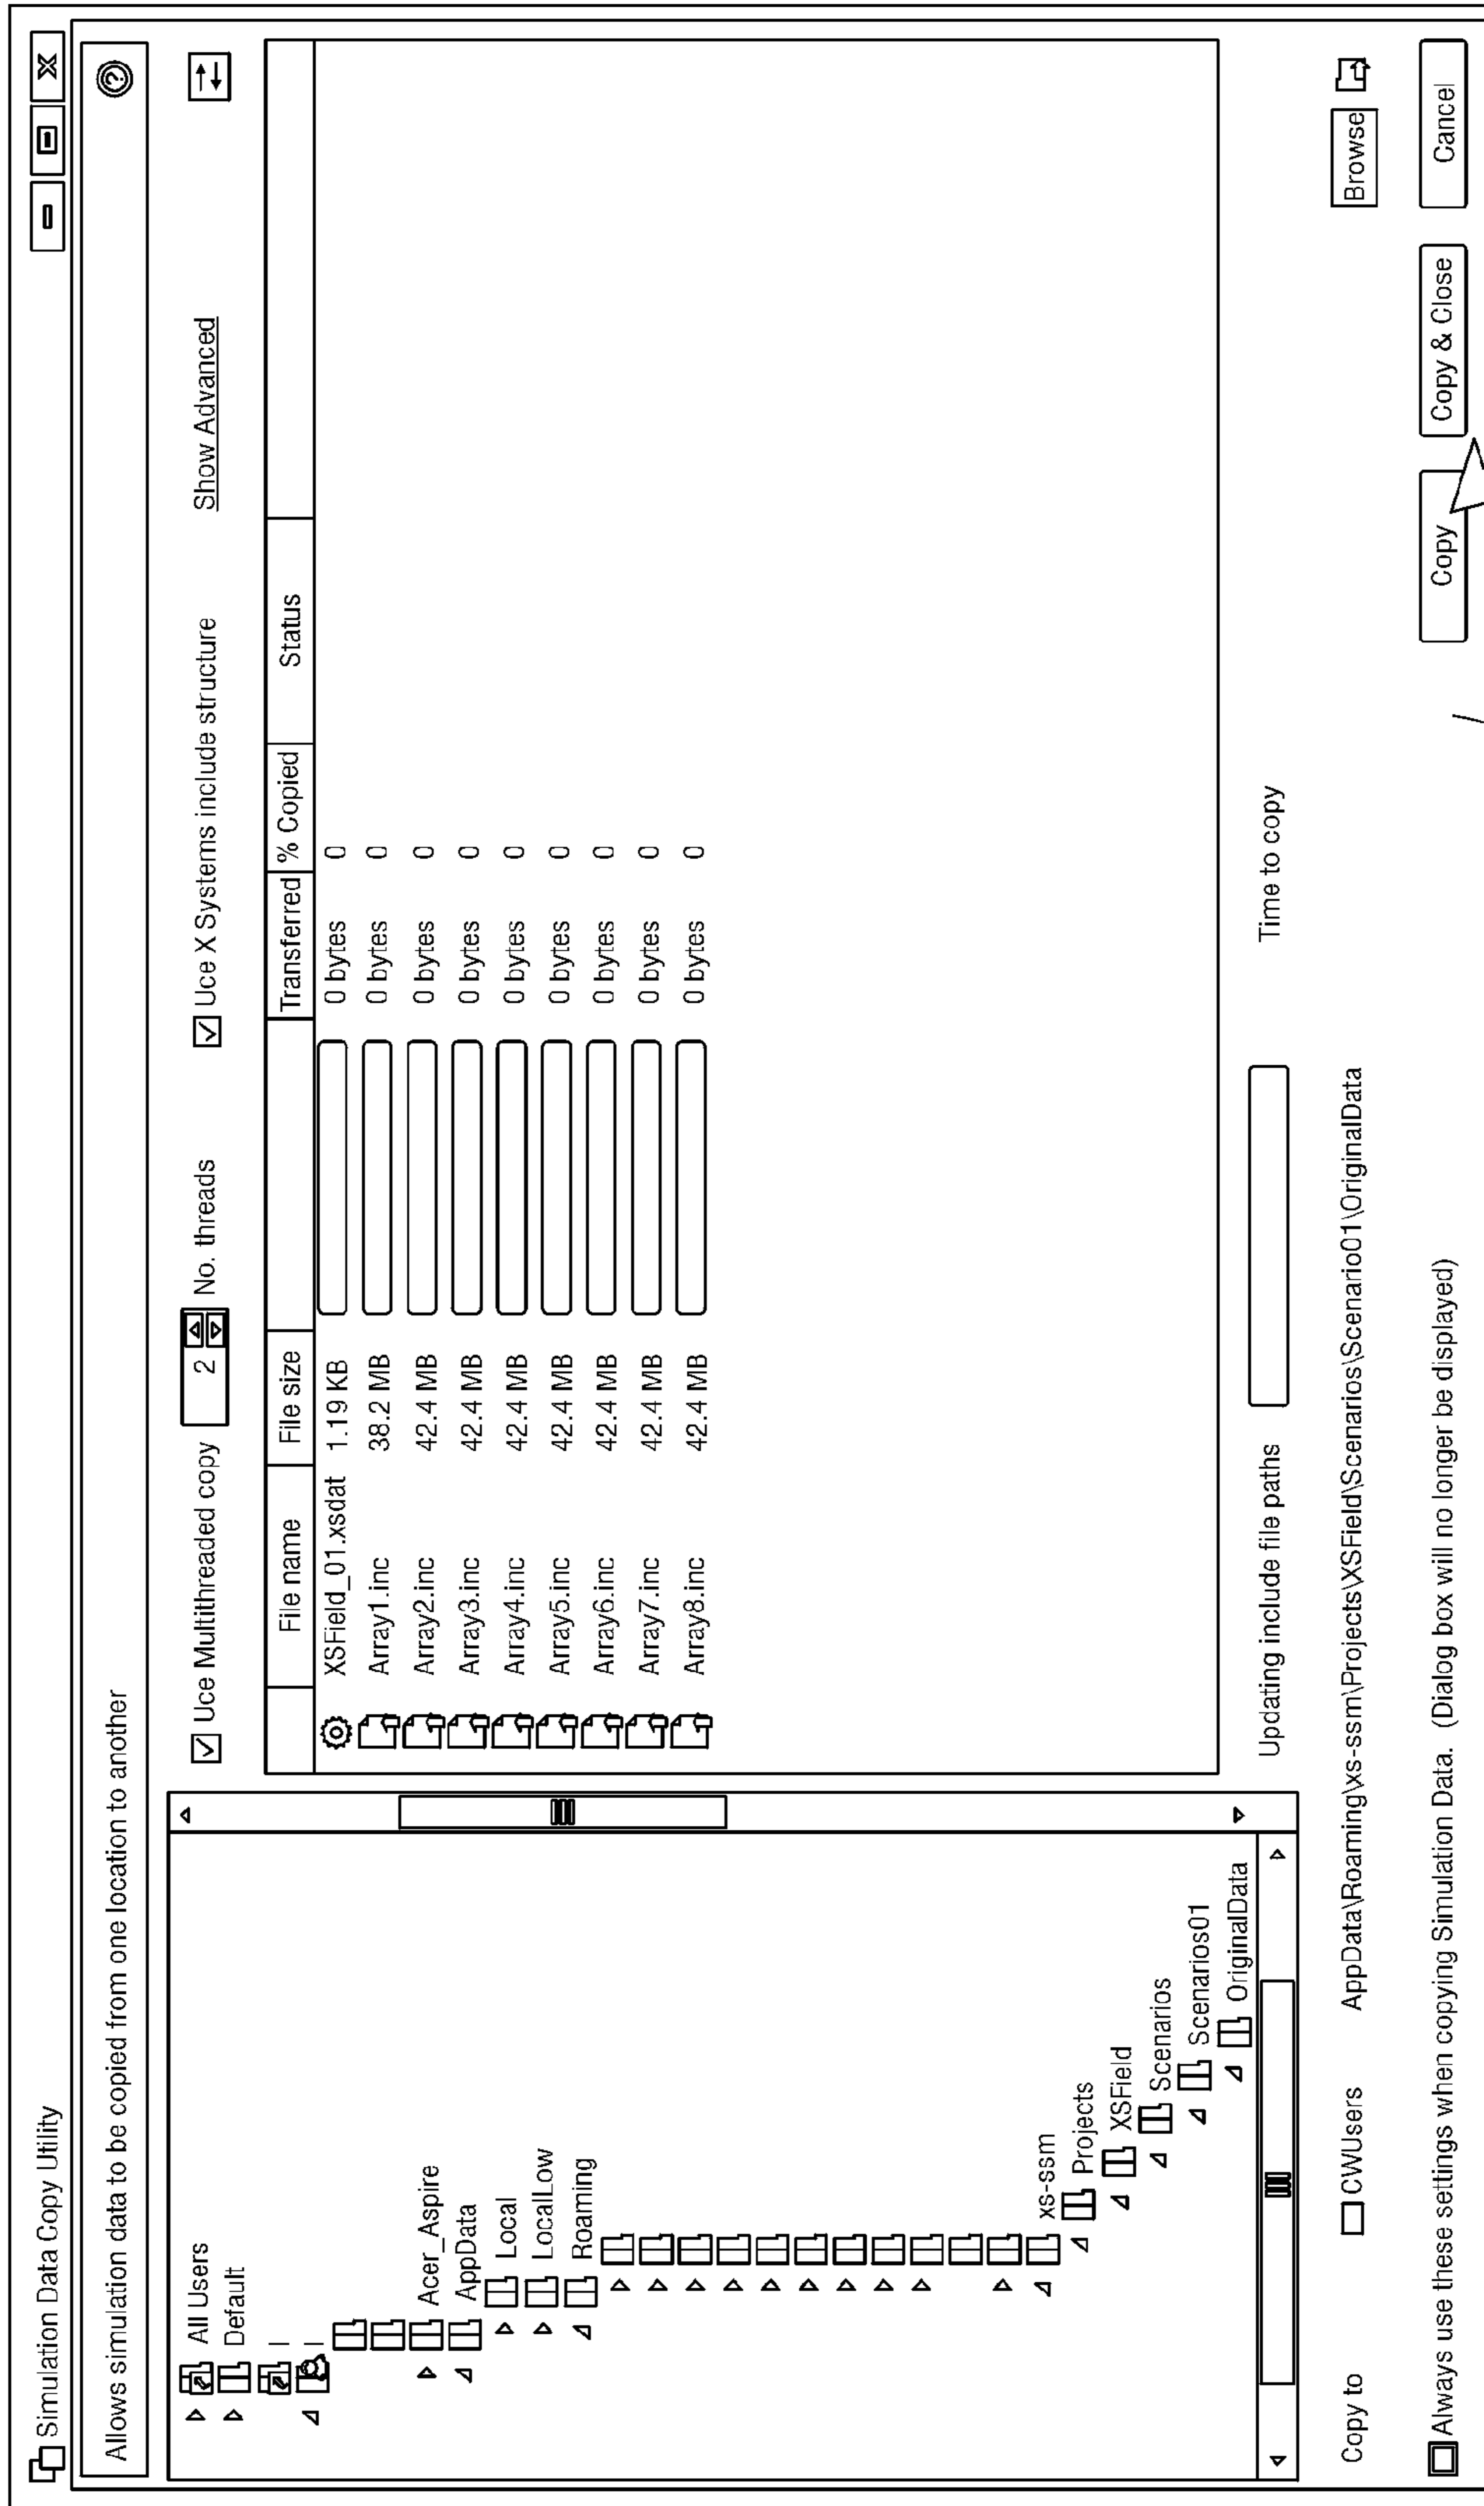 Simulation Data Copy Utility
Allows simulation data to be copied from one location to another
All Users
Default
Acer_Aspire
AppData
Local
LocalLow
Roaming
xs-ssm
Projects
XSField
Scenarios
Scenarios01
OriginalData
Uce Multithreaded copy 2 No. threads Uce X Systems include structure Show Advanced
File name File size Transferred % Copied Status
XSField_01.xsdat 1.19 KB 0 bytes 0
Array1.inc 38.2 MB 0 bytes 0
Array2.inc 42.4 MB 0 bytes 0
Array3.inc 42.4 MB 0 bytes 0
Array4.inc 42.4 MB 0 bytes 0
Array5.inc 42.4 MB 0 bytes 0
Array6.inc 42.4 MB 0 bytes 0
Array7.inc 42.4 MB 0 bytes 0
Array8.inc 42.4 MB 0 bytes 0
Updating include file paths Time to copy
Copy to CWUsers AppData\Roaming\xs-ssm\Projects\XSField\Scenarios\Scenario01\OriginalData Browse
Always use these settings when copying Simulation Data. (Dialog box will no longer be displayed) Copy Copy & Close Cancel